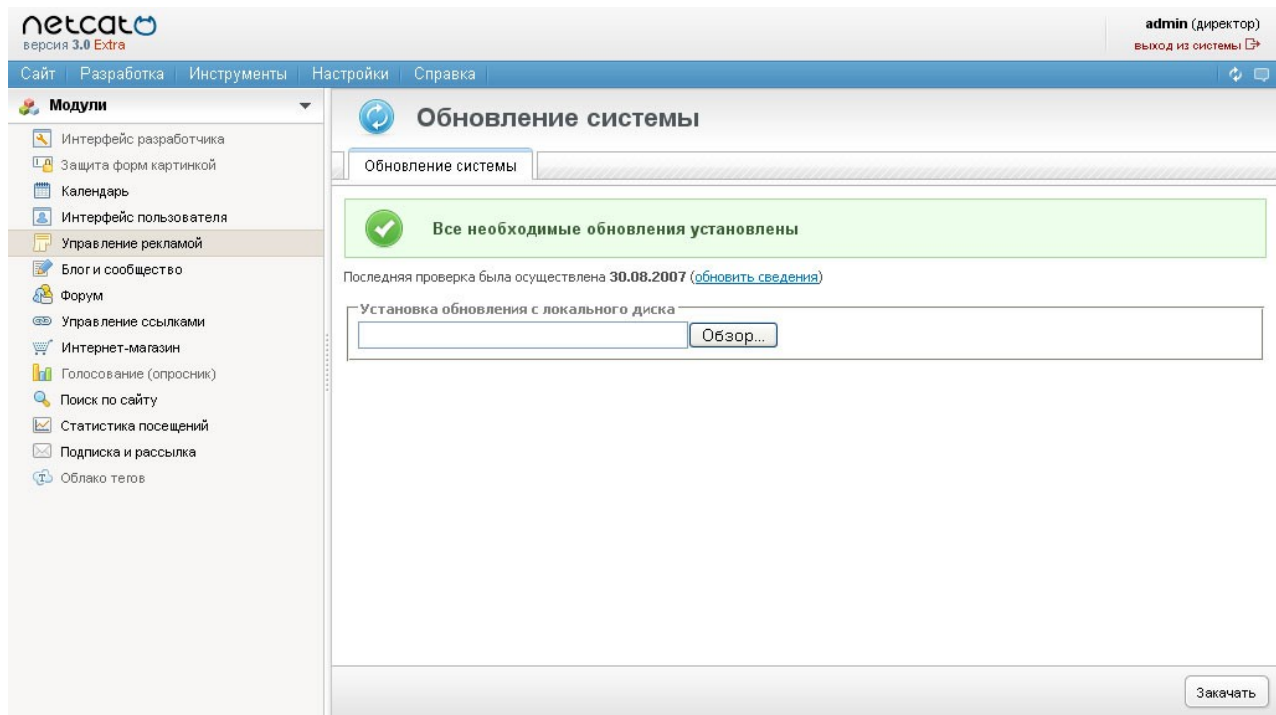 netcat
версия 3.0 Extra
admin (директор)
выход из системы
Сайт Разработка Инструменты Настройки Справка
Модули
Интерфейс разработчика
Защита форм картинкой
Календарь
Интерфейс пользователя
Управление рекламой
Блог и сообщество
Форум
Управление ссылками
Интернет-магазин
Голосование (опросник)
Поиск по сайту
Статистика посещений
Подписка и рассылка
Облако тегов
Обновление системы
Обновление системы
Все необходимые обновления установлены
Последняя проверка была осуществлена 30.08.2007 (обновить сведения)
Установка обновления с локального диска
Обзор...
Закачать